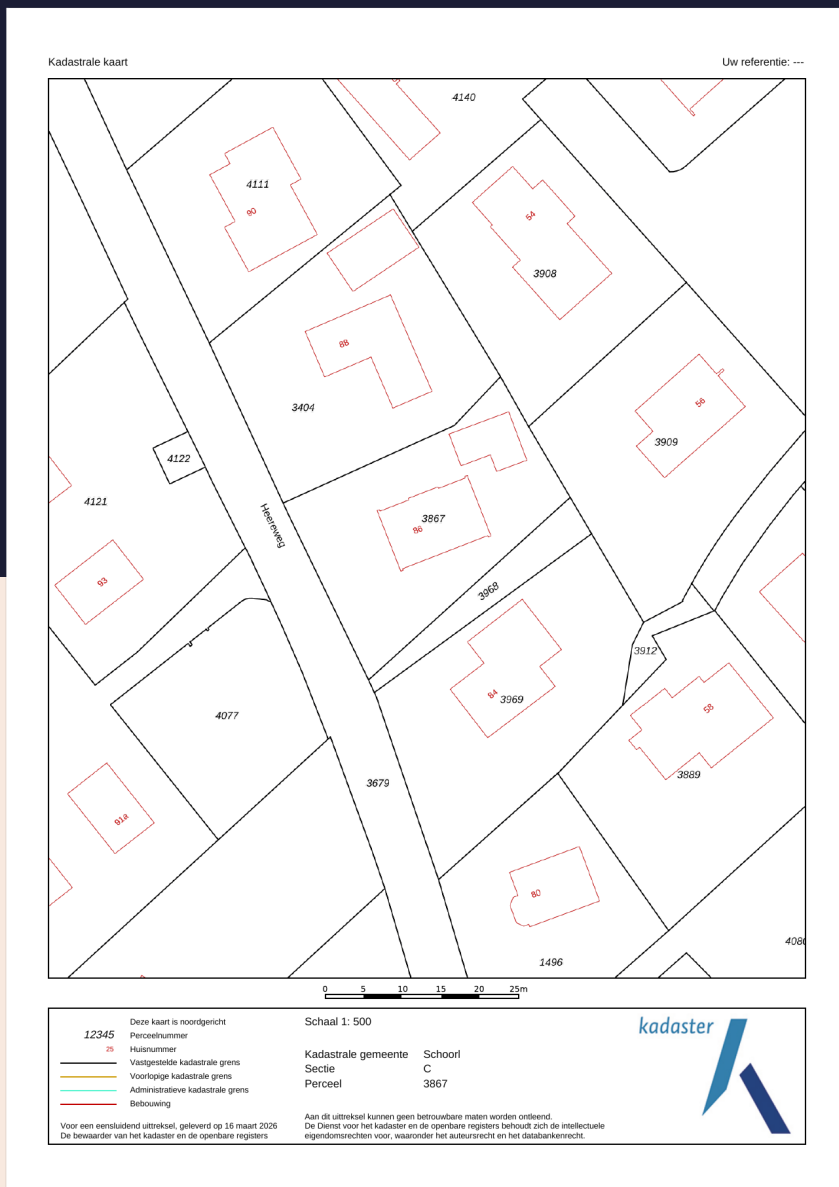 Kadastrale kaart
Uw referentie: ---
4140
4111
90
54
3908
88
3404
56
3909
4122
4121
Heereweg
3867
86
93
3968
3912
84
3969
58
4077
3889
3679
91a
80
1496
0 5 10 15 20 25m
Deze kaart is noordgericht
12345 Perceelnummer
25 Huisnummer
Vastgestelde kadastrale grens
Voorlopige kadastrale grens
Administratieve kadastrale grens
Bebouwing
Voor een eensluidend uittreksel, geleverd op 16 maart 2026
De bewaarder van het kadaster en de openbare registers
Schaal 1: 500
Kadastrale gemeente Schoorl
Sectie C
Perceel 3867
Aan dit uittreksel kunnen geen betrouwbare maten worden ontleend.
De Dienst voor het kadaster en de openbare registers behoudt zich de intellectuele
eigendomsrechten voor, waaronder het auteursrecht en het databankenrecht.
kadaster